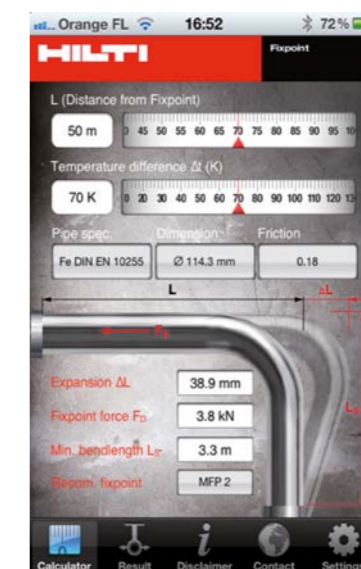 Orange FL 16:52 72%
HILTI Fixpoint
L (Distance from Fixpoint)
50 m 45 50 55 60 65 70 75 80 85 90 95 10
Temperature difference Δt (K)
70 K 20 30 40 50 60 70 80 90 100 110 120
Pipe spec. Dimension Friction
Fe DIN EN 10255 Ø 114.3 mm 0.18
L ΔL
Expansion ΔL 38.9 mm
Fixpoint force F_D 3.8 kN
Min. bendlength L_S 3.3 m
Recom. fixpoint MFP 2
Calculator Result Disclaimer Contact Settings